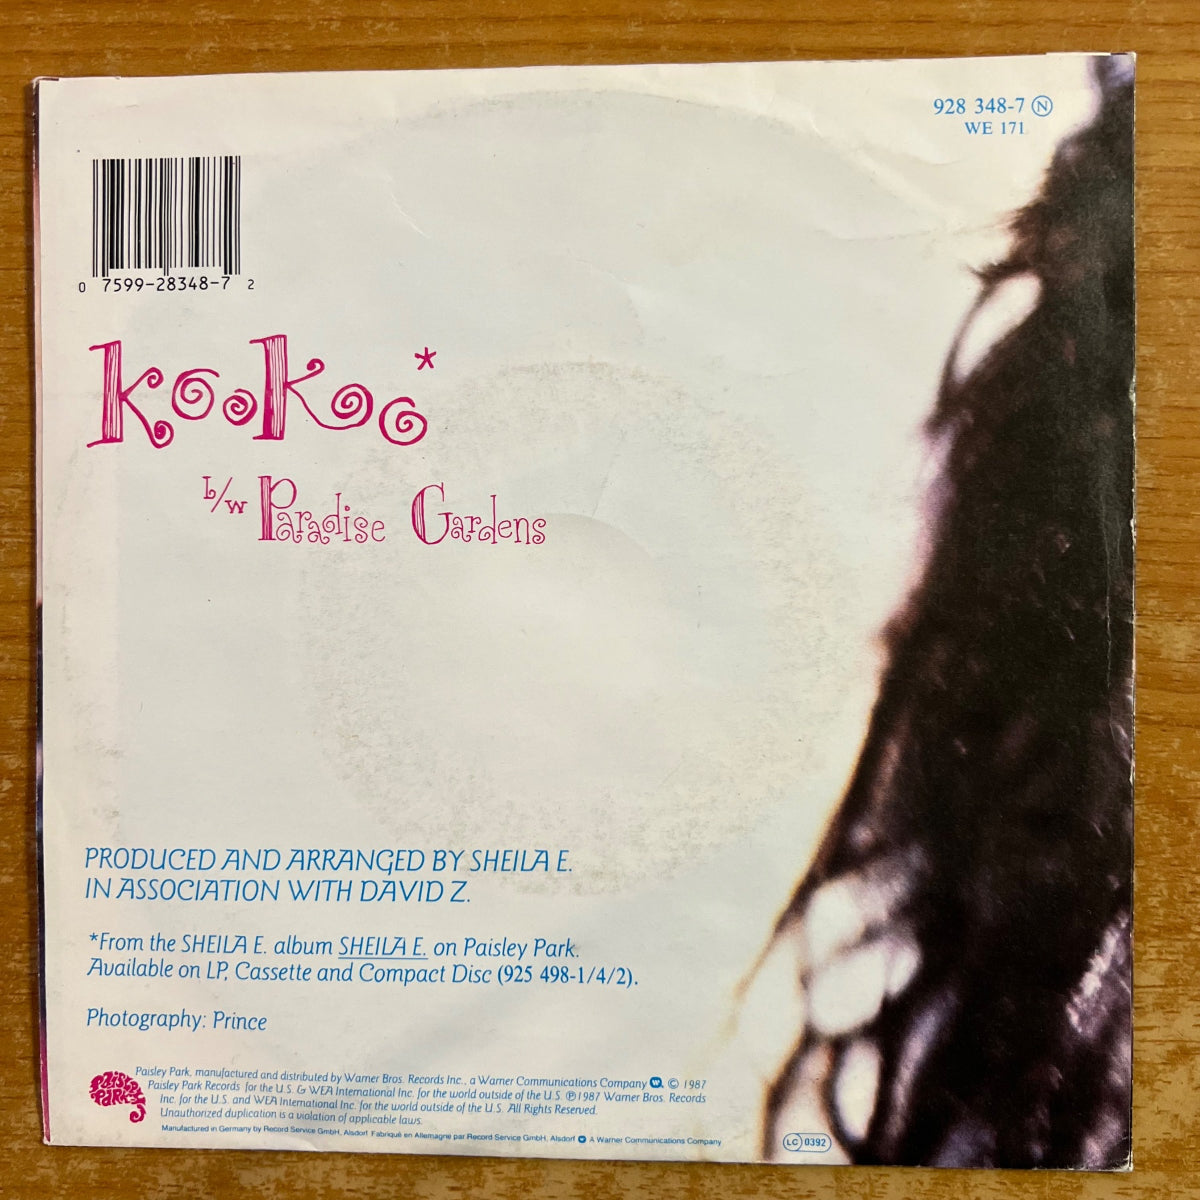 928 348-7 Ⓝ
WE 171
0 7599-28348-7 2
KooKoo*
b/w Paradise Gardens
PRODUCED AND ARRANGED BY SHEILA E.
IN ASSOCIATION WITH DAVID Z.
*From the SHEILA E. album SHEILA E. on Paisley Park.
Available on LP, Cassette and Compact Disc (925 498-1/4/2).
Photography: Prince
PAISLEY PARK
Paisley Park, manufactured and distributed by Warner Bros. Records Inc., a Warner Communications Company W © 1987
Paisley Park Records for the U.S. & WEA International Inc. for the world outside of the U.S. ℗1987 Warner Bros. Records
Inc. for the U.S. and WEA International Inc. for the world outside of the U.S. All Rights Reserved.
Unauthorized duplication is a violation of applicable laws.
Manufactured in Germany by Record Service GmbH, Alsdorf Fabriqué en Allemagne par Record Service GmbH, Alsdorf W A Warner Communications Company
LC 0392